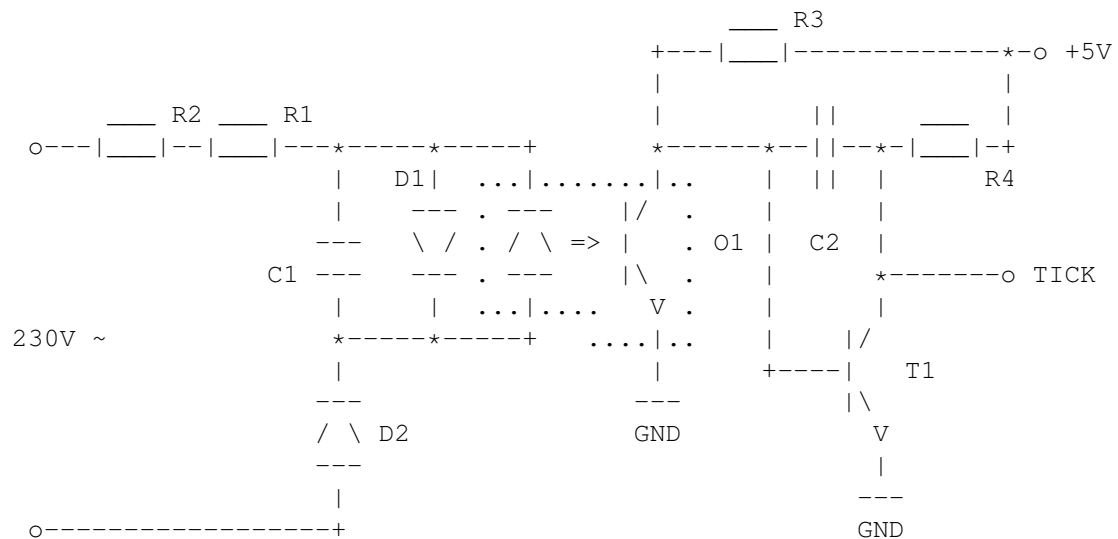 R3
+5V
R2 R1
D1 R4
O1 C2
C1 TICK
230V ~
T1
D2 GND
GND